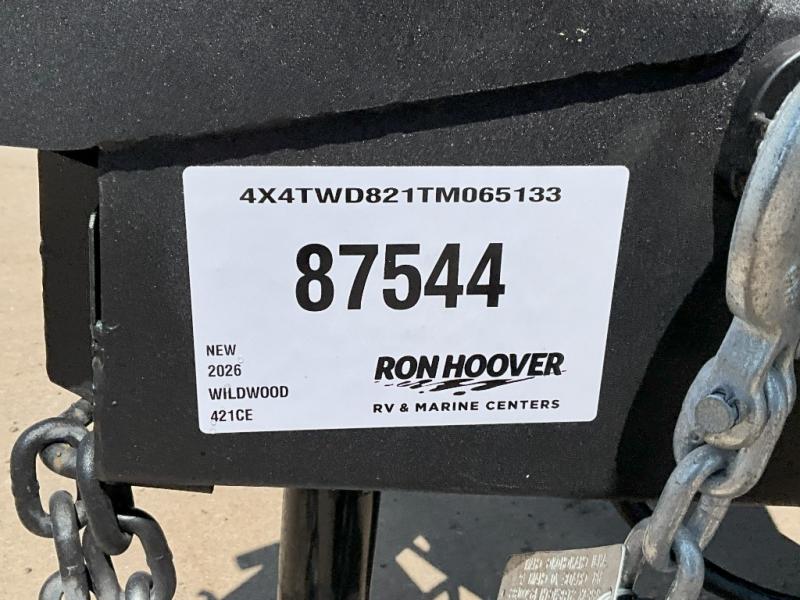 4X4TWD821TM065133
87544
NEW
2026
WILDWOOD
421CE
RON HOOVER
RV & MARINE CENTERS